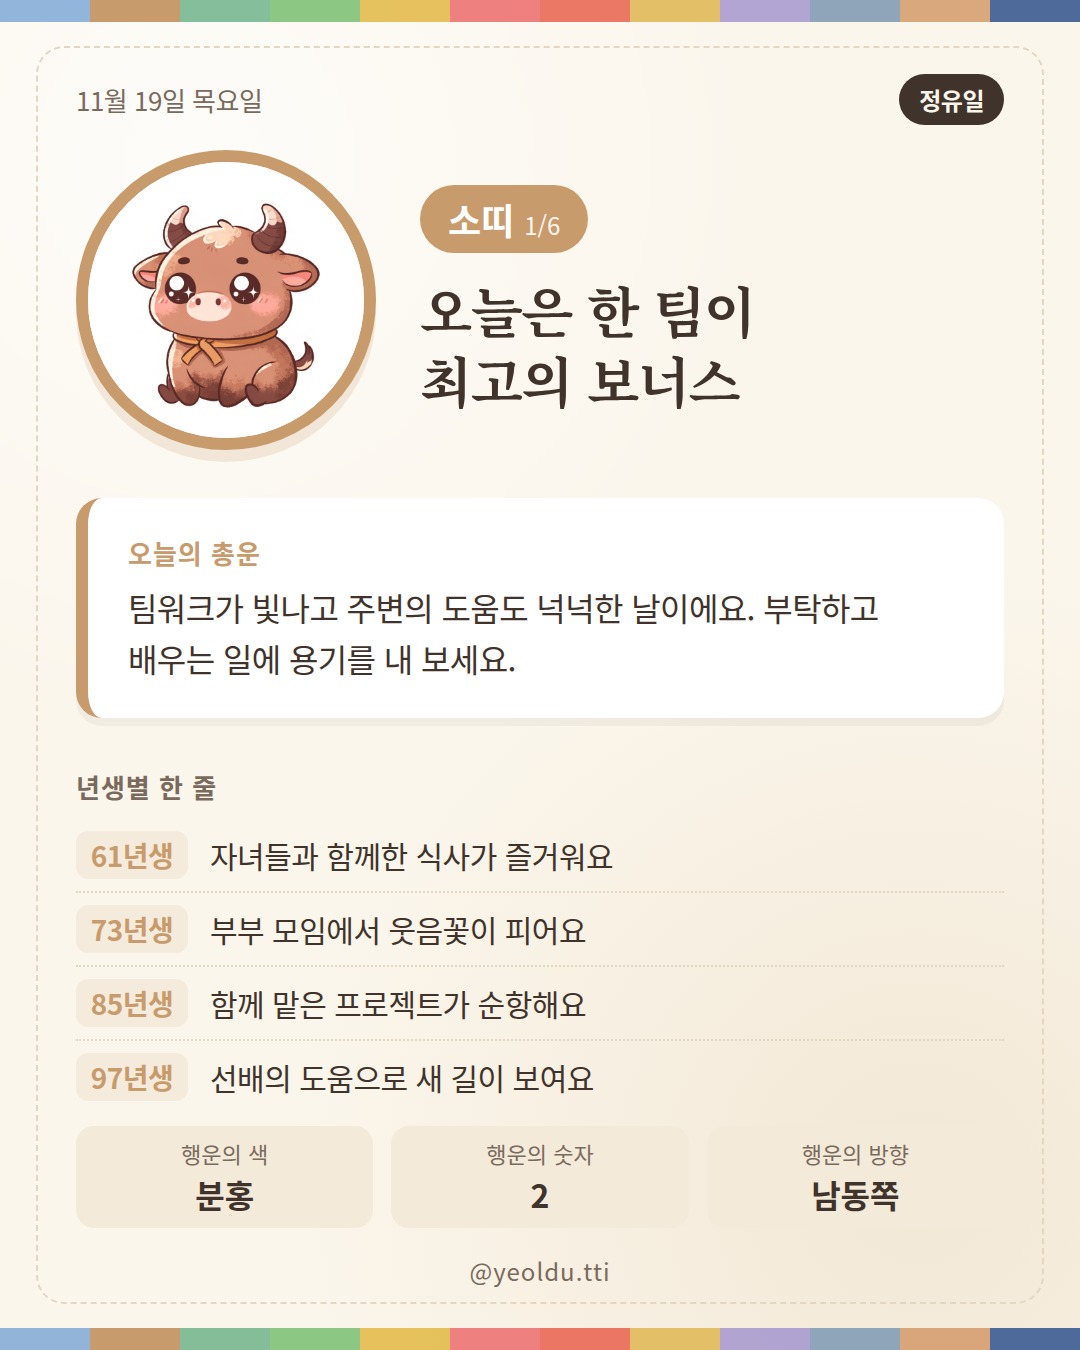 11월 19일 목요일
정유일
소띠 1/6
오늘은 한 팀이
최고의 보너스
오늘의 총운
팀워크가 빛나고 주변의 도움도 넉넉한 날이에요. 부탁하고
배우는 일에 용기를 내 보세요.
년생별 한 줄
61년생 자녀들과 함께한 식사가 즐거워요
73년생 부부 모임에서 웃음꽃이 피어요
85년생 함께 맡은 프로젝트가 순항해요
97년생 선배의 도움으로 새 길이 보여요
행운의 색
분홍
행운의 숫자
2
행운의 방향
남동쪽
@yeoldu.tti